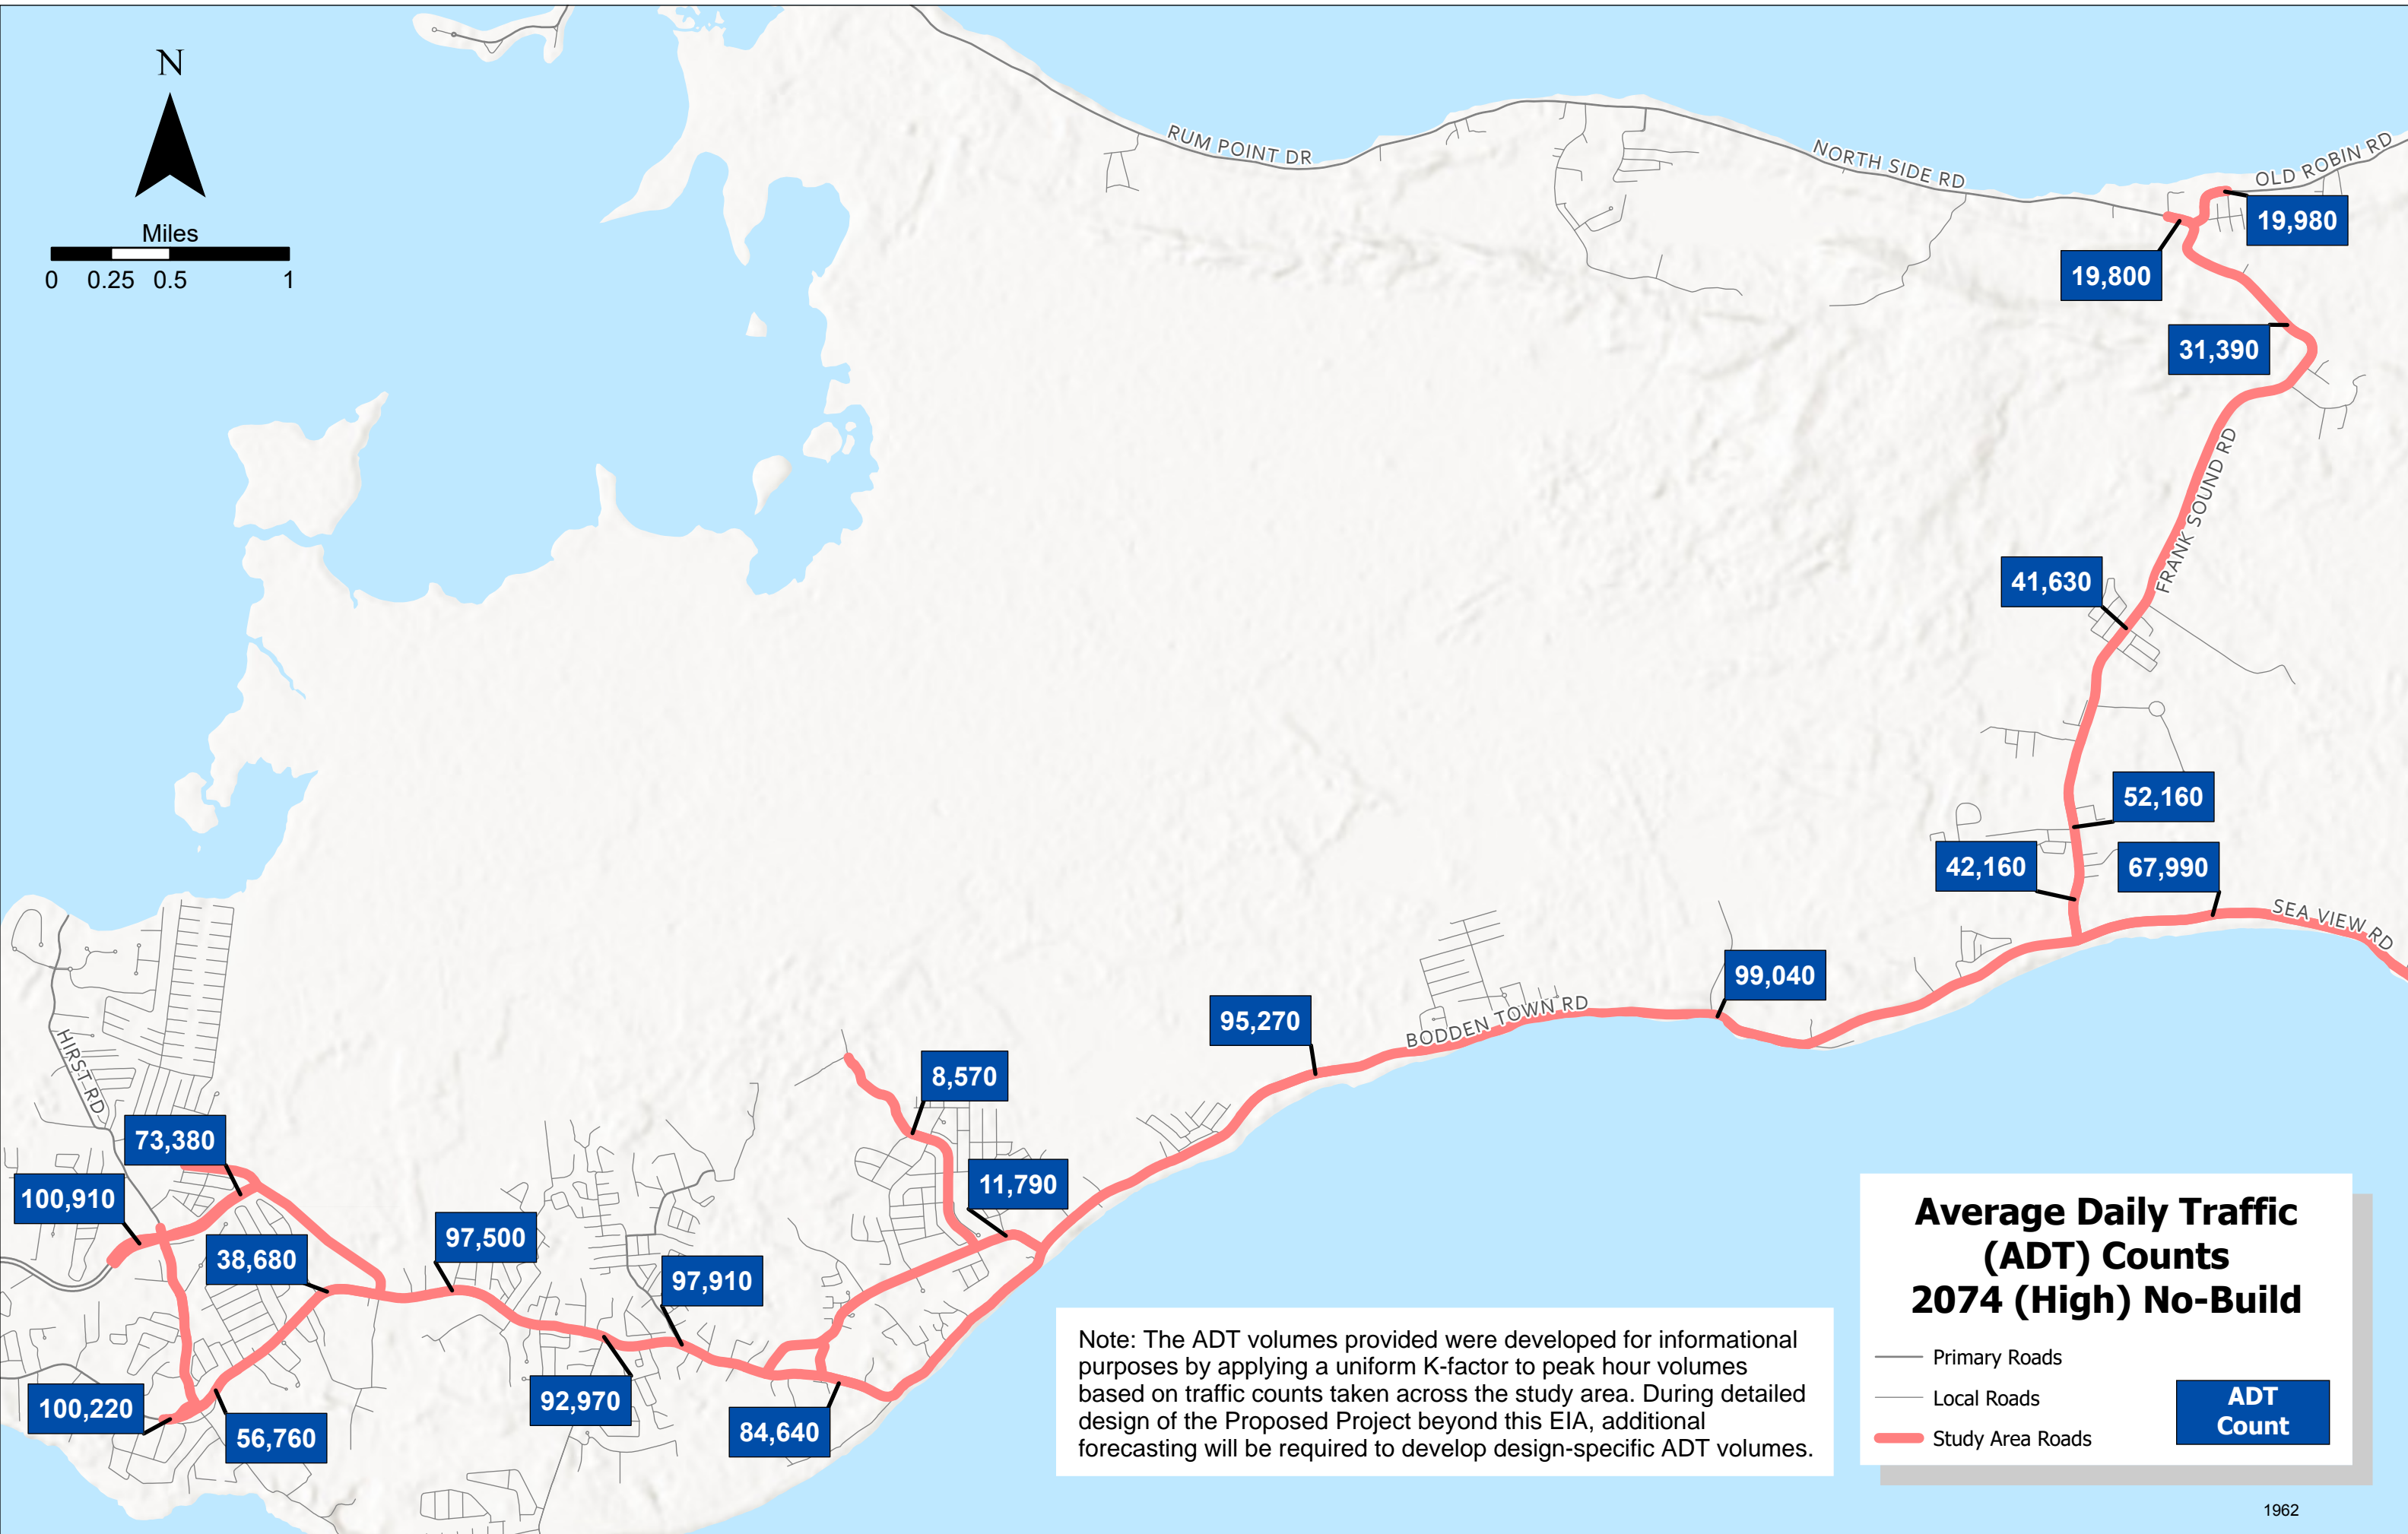 N
Miles
0 0.25 0.5 1
RUM POINT DR
NORTH SIDE RD
OLD ROBIN RD
19,980
19,800
31,390
FRANK SOUND RD
41,630
52,160
42,160
67,990
SEA VIEW RD
99,040
95,270
BODDEN TOWN RD
HIRST RD
8,570
73,380
11,790
100,910
97,500
38,680
97,910
92,970
100,220
56,760
84,640
Note: The ADT volumes provided were developed for informational
purposes by applying a uniform K-factor to peak hour volumes
based on traffic counts taken across the study area. During detailed
design of the Proposed Project beyond this EIA, additional
forecasting will be required to develop design-specific ADT volumes.
Average Daily Traffic
(ADT) Counts
2074 (High) No-Build
Primary Roads
Local Roads
Study Area Roads
ADT
Count
1962